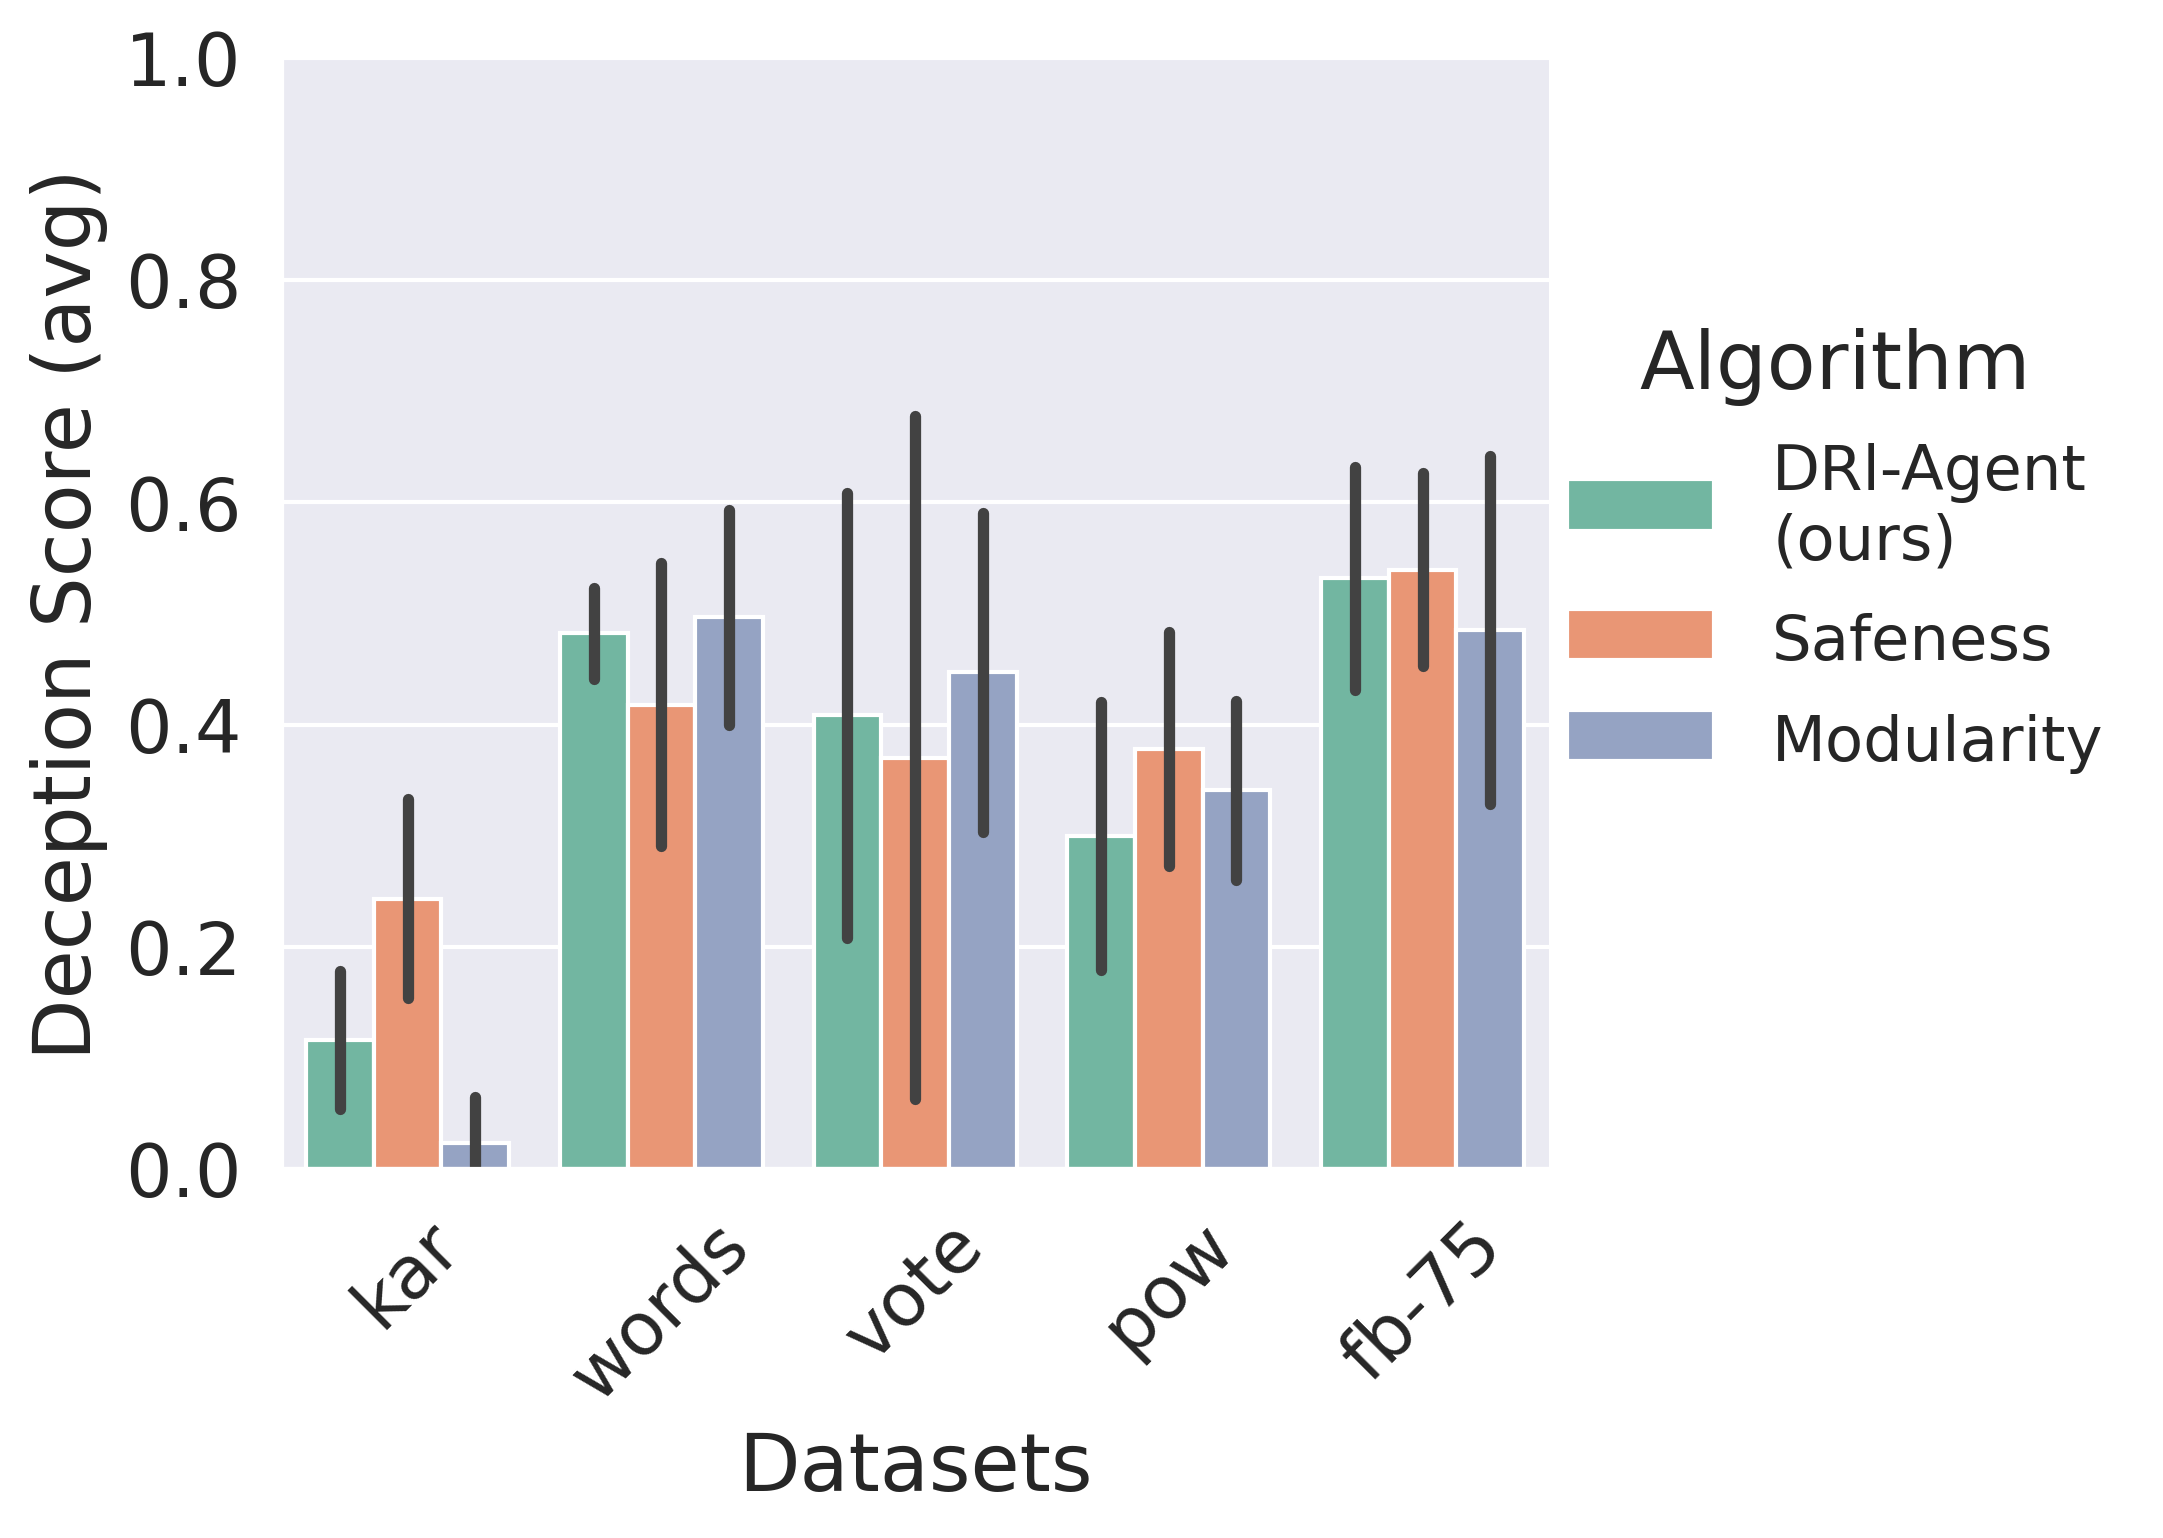 Deception Score (avg)
1.0
0.8
0.6
0.4
0.2
0.0
kar
words
vote
pow
fb-75
Datasets
Algorithm
DRl-Agent
(ours)
Safeness
Modularity